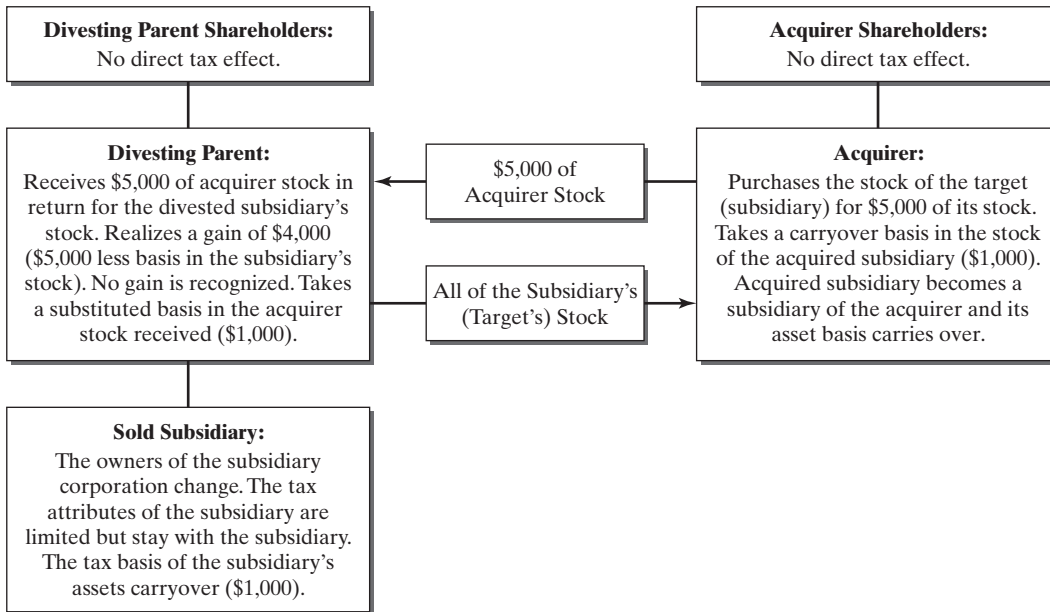 Divesting Parent Shareholders:
No direct tax effect.
Acquirer Shareholders:
No direct tax effect.
Divesting Parent:
Receives $5,000 of acquirer stock in
return for the divested subsidiary's
stock. Realizes a gain of $4,000
($5,000 less basis in the subsidiary's
stock). No gain is recognized. Takes
a substituted basis in the acquirer
stock received ($1,000).
$5,000 of
Acquirer Stock
All of the Subsidiary's
(Target's) Stock
Acquirer:
Purchases the stock of the target
(subsidiary) for $5,000 of its stock.
Takes a carryover basis in the stock
of the acquired subsidiary ($1,000).
Acquired subsidiary becomes a
subsidiary of the acquirer and its
asset basis carries over.
Sold Subsidiary:
The owners of the subsidiary
corporation change. The tax
attributes of the subsidiary are
limited but stay with the subsidiary.
The tax basis of the subsidiary's
assets carryover ($1,000).